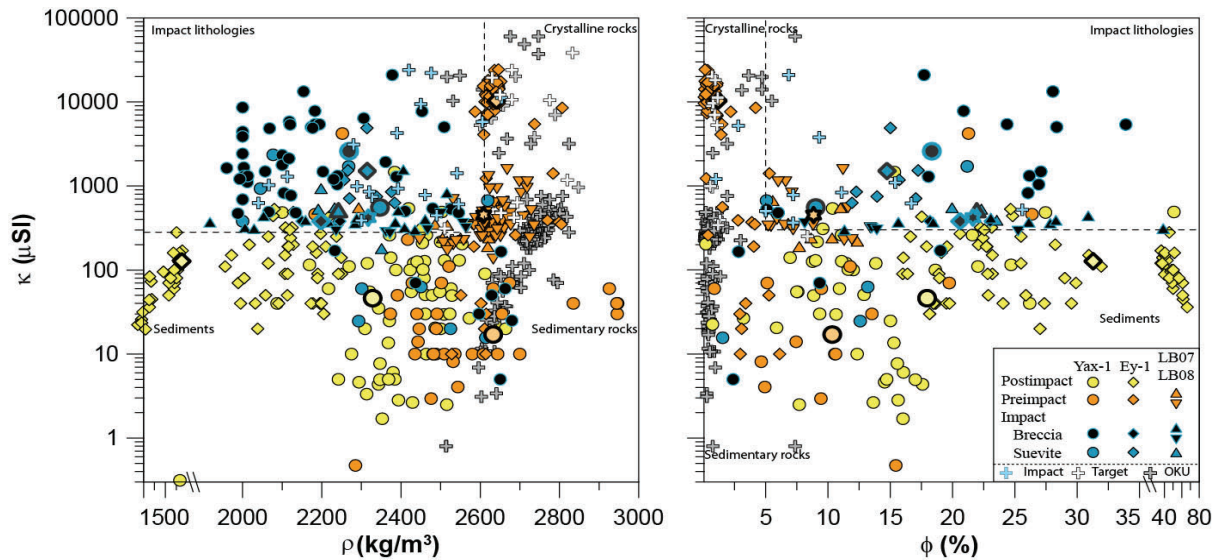 100000
10000
1000
100
10
1
κ (μSI)
Impact lithologies
Crystalline rocks
Sediments
Sedimentary rocks
1500
2000
2200
2400
2600
2800
3000
ρ (kg/m³)
Crystalline rocks
Impact lithologies
Sediments
Sedimentary rocks
5
10
15
20
25
30
35
40
80
ϕ (%)
Yax-1 Ey-1 LB07
LB08
Postimpact
Preimpact
Impact
Breccia
Suevite
Impact Target OKU